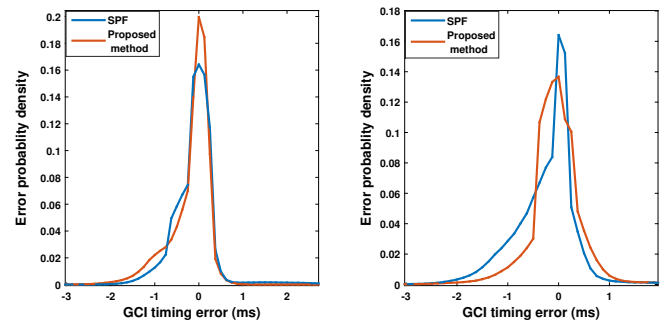 SPF
Proposed
method
0.2
0.18
0.16
0.14
0.12
0.1
0.08
0.06
0.04
0.02
0
Error probablity density
-3 -2 -1 0 1 2
GCI timing error (ms)
SPF
Proposed
method
0.18
0.16
0.14
0.12
0.1
0.08
0.06
0.04
0.02
0
Error probablity density
-3 -2 -1 0 1
GCI timing error (ms)